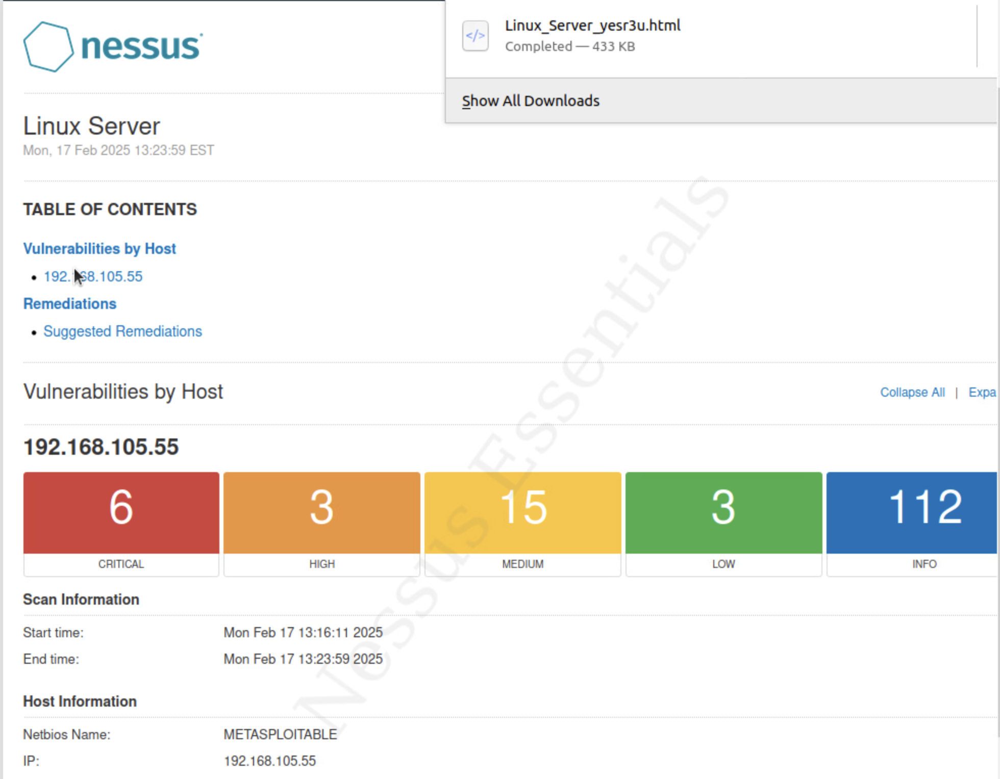 nessus
Linux_Server_yesr3u.html
Completed — 433 KB
Show All Downloads
Linux Server
Mon, 17 Feb 2025 13:23:59 EST
TABLE OF CONTENTS
Vulnerabilities by Host
• 192.168.105.55
Remediations
• Suggested Remediations
Vulnerabilities by Host
Collapse All | Expa
192.168.105.55
6 3 15 3 112
CRITICAL HIGH MEDIUM LOW INFO
Scan Information
Start time: Mon Feb 17 13:16:11 2025
End time: Mon Feb 17 13:23:59 2025
Host Information
Netbios Name: METASPLOITABLE
IP: 192.168.105.55
Nessus Essentials